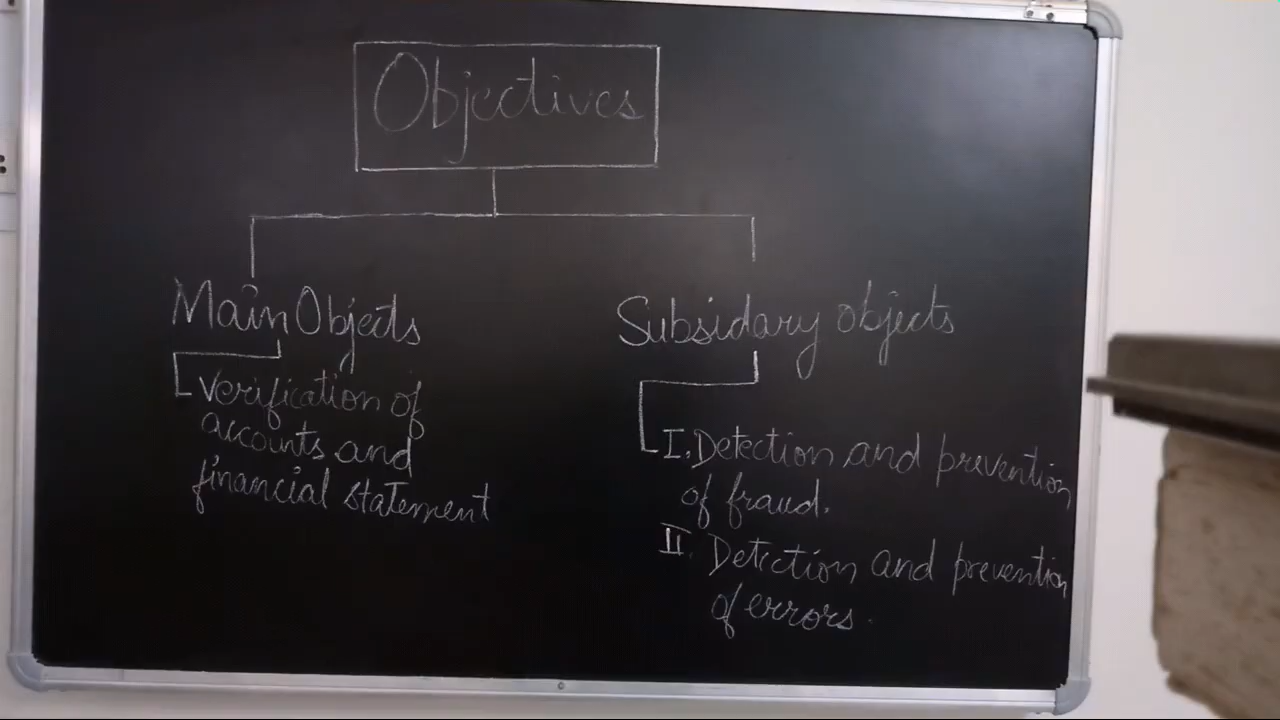 Objectives
Main Objects
Verification of
accounts and
financial statement
Subsidary objects
I. Detection and prevention
of fraud.
II. Detection and prevention
of errors.